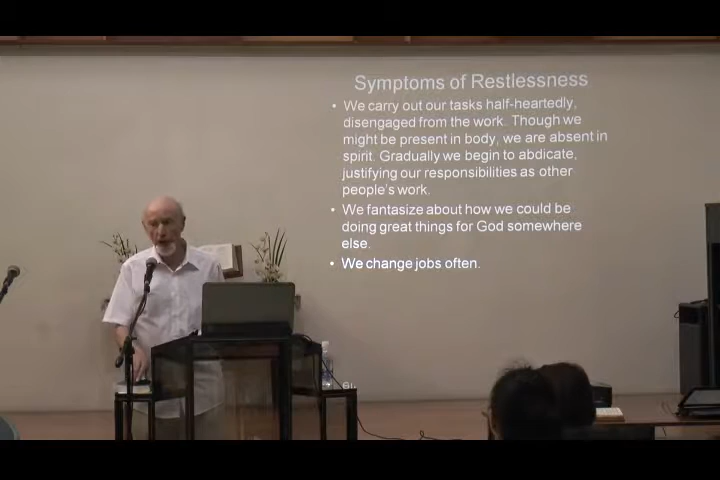 Symptoms of Restlessness
• We carry out our tasks half-heartedly,
disengaged from the work. Though we
might be present in body, we are absent in
spirit. Gradually we begin to abdicate,
justifying our responsibilities as other
people's work.
• We fantasize about how we could be
doing great things for God somewhere
else.
• We change jobs often.